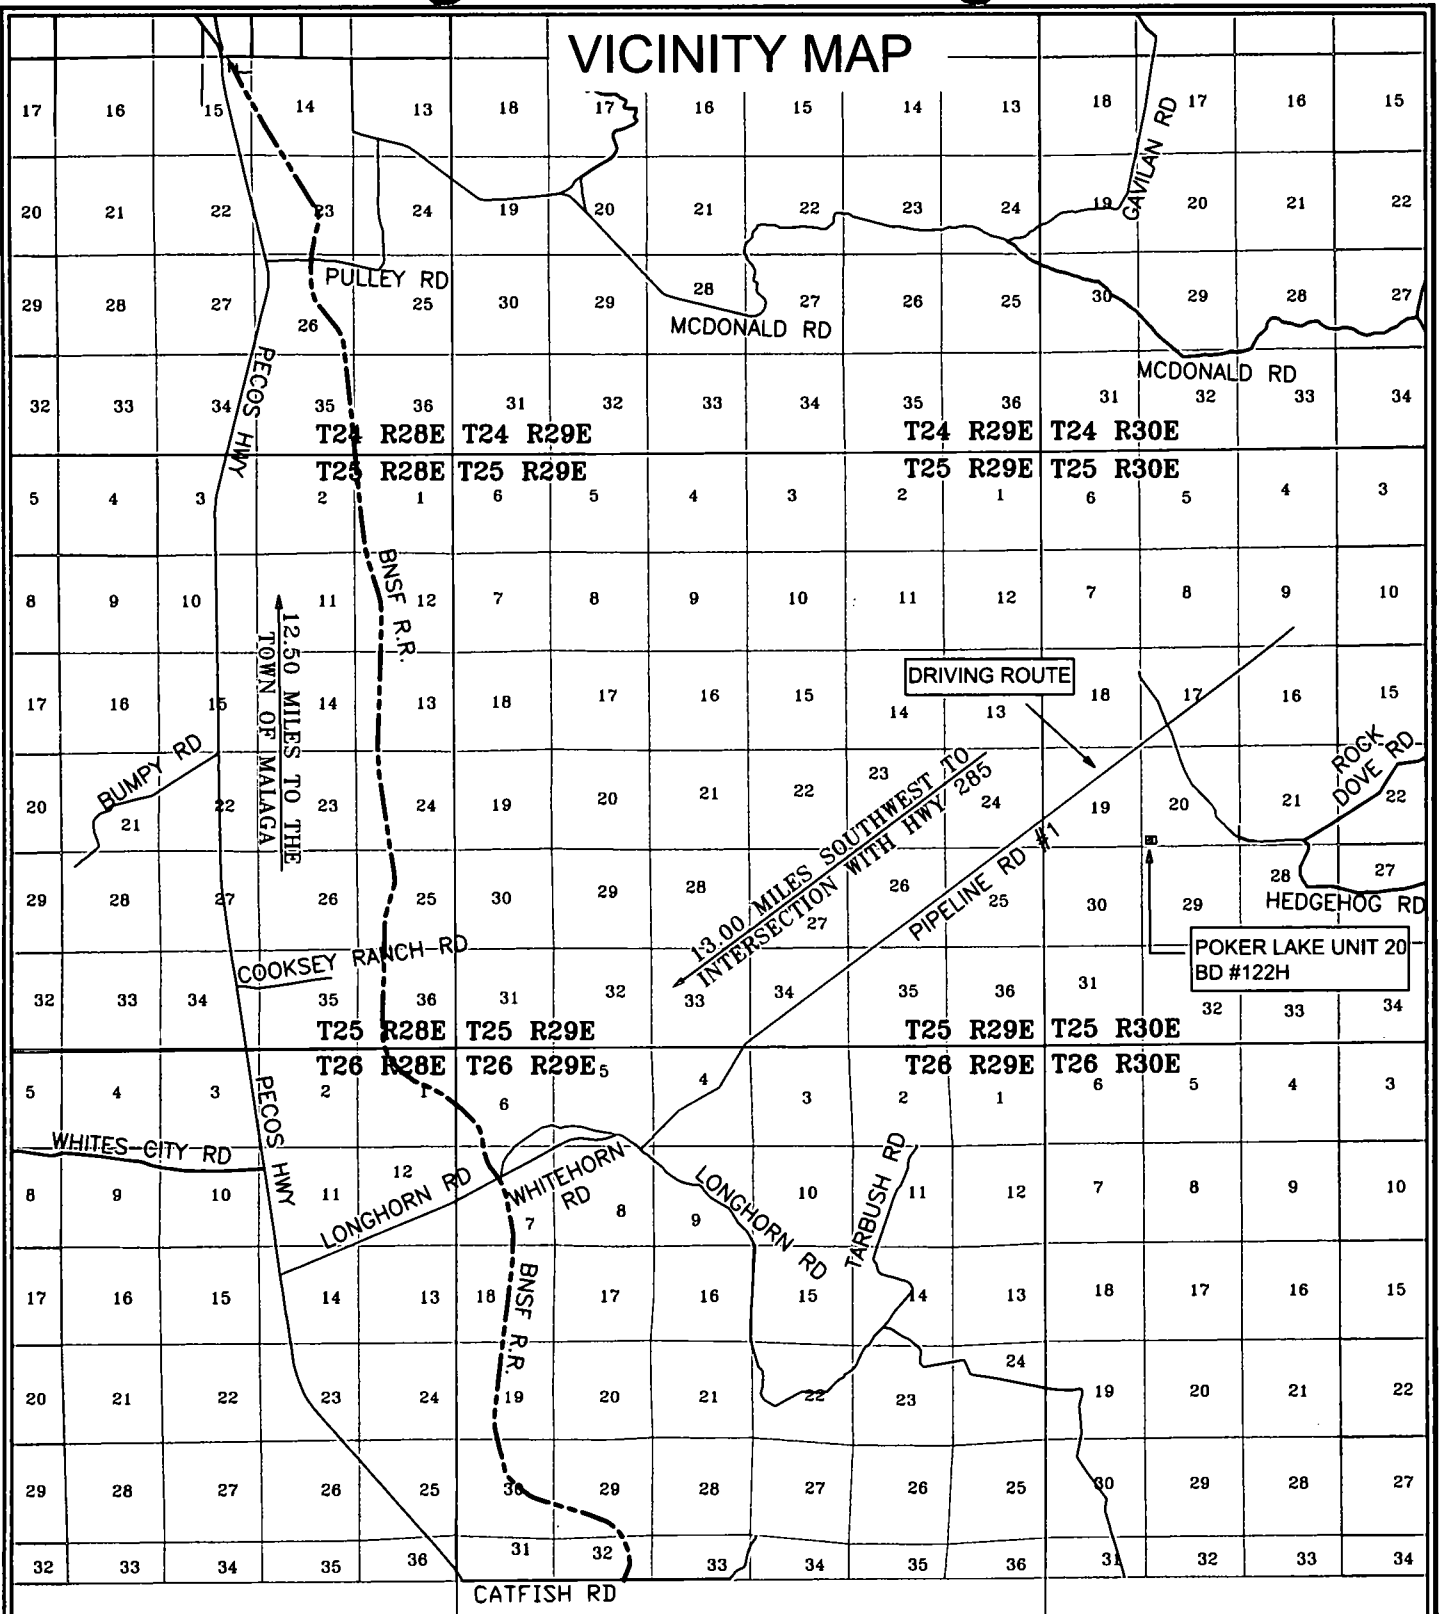 VICINITY MAP
17 16 15 14 13 18 17 16 15 14 13 18 17 16 15
GAVILAN RD
20 21 22 23 24 19 20 21 22 23 24 19 20 21 22
PULLEY RD
29 28 27 26 25 30 29 28 27 26 25 30 29 28 27
MCDONALD RD
MCDONALD RD
PECOS HWY
32 33 34 35 36 31 32 33 34 35 36 31 32 33 34
T24 R28E T24 R29E T24 R29E T24 R30E
T25 R28E T25 R29E T25 R29E T25 R30E
5 4 3 2 1 6 5 4 3 2 1 6 5 4 3
BNSF R.R.
8 9 10 11 12 7 8 9 10 11 12 7 8 9 10
12.50 MILES TO THE
TOWN OF MALAGA
DRIVING ROUTE
17 16 15 14 13 18 17 16 15 14 13 18 17 16 15
BUMPY RD
ROCK
DOVE RD
13.00 MILES SOUTHWEST TO
INTERSECTION WITH HWY 285
20 21 22 23 24 19 20 21 22 23 24 19 20 21 22
PIPELINE RD #1
29 28 27 26 25 30 29 28 27 26 25 30 29 28 27
HEDGEHOG RD
COOKSEY RANCH RD
POKER LAKE UNIT 20
BD #122H
32 33 34 35 36 31 32 33 34 35 36 31 32 33 34
T25 R28E T25 R29E T25 R29E T25 R30E
T26 R28E T26 R29E T26 R29E T26 R30E
5 4 3 2 1 6 5 4 3 2 1 6 5 4 3
PECOS HWY
WHITES CITY RD
LONGHORN RD
WHITEHORN
RD
LONGHORN RD
TARBUSH RD
8 9 10 11 12 7 8 9 10 11 12 7 8 9 10
BNSF R.R.
17 16 15 14 13 18 17 16 15 14 13 18 17 16 15
20 21 22 23 24 19 20 21 22 23 24 19 20 21 22
29 28 27 26 25 30 29 28 27 26 25 30 29 28 27
32 33 34 35 36 31 32 33 34 35 36 31 32 33 34
CATFISH RD